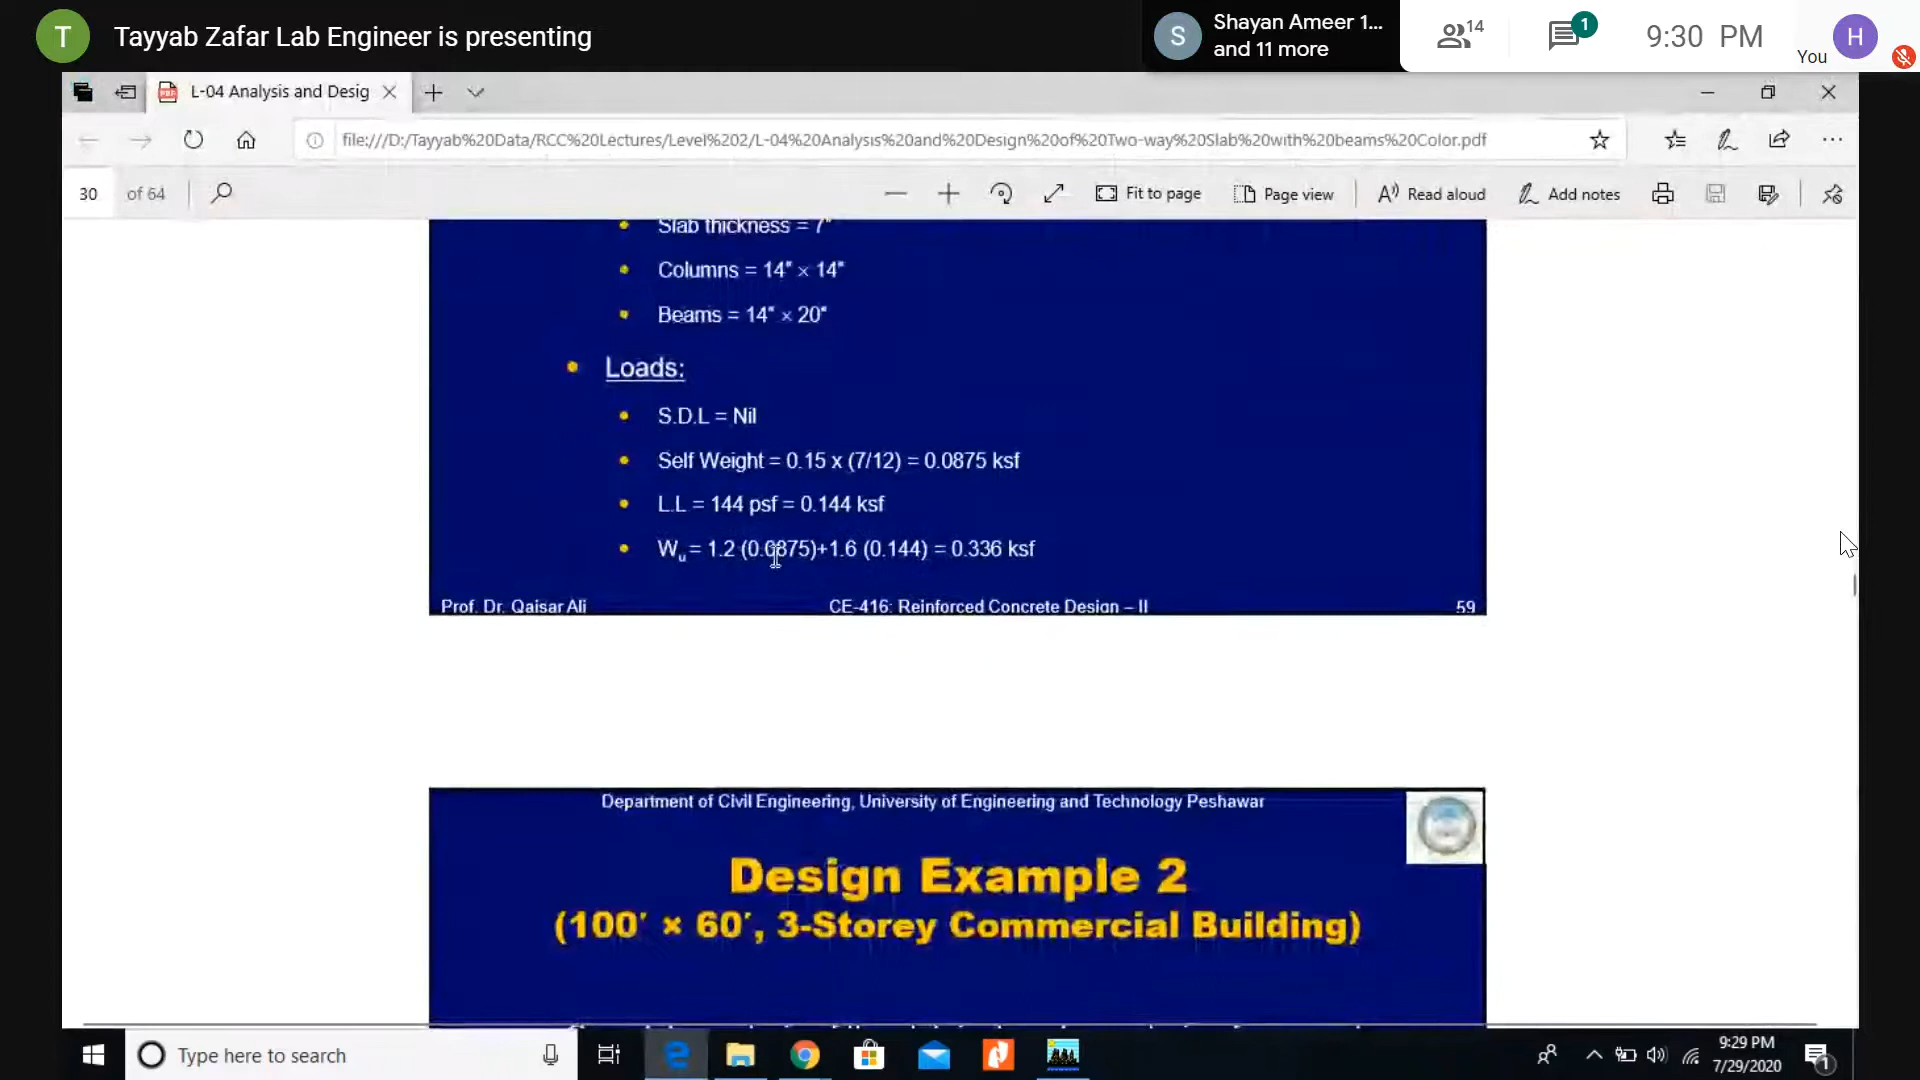 T Tayyab Zafar Lab Engineer is presenting
S Shayan Ameer 1...
and 11 more
14
1
9:30 PM
You
H
L-04 Analysis and Desig
file:///D:/Tayyab%20Data/RCC%20Lectures/Level%202/L-04%20Analysis%20and%20Design%20of%20Two-way%20Slab%20with%20beams%20Color.pdf
30 of 64
Fit to page
Page view
Read aloud
Add notes
• Slab thickness = 7"
• Columns = 14" × 14"
• Beams = 14" × 20"
• Loads:
• S.D.L = Nil
• Self Weight = 0.15 x (7/12) = 0.0875 ksf
• L.L = 144 psf = 0.144 ksf
• Wu = 1.2 (0.0875)+1.6 (0.144) = 0.336 ksf
Prof. Dr. Qaisar Ali CE-416: Reinforced Concrete Design – II 59
Department of Civil Engineering, University of Engineering and Technology Peshawar
Design Example 2
(100′ × 60′, 3-Storey Commercial Building)
Type here to search
9:29 PM
7/29/2020
1